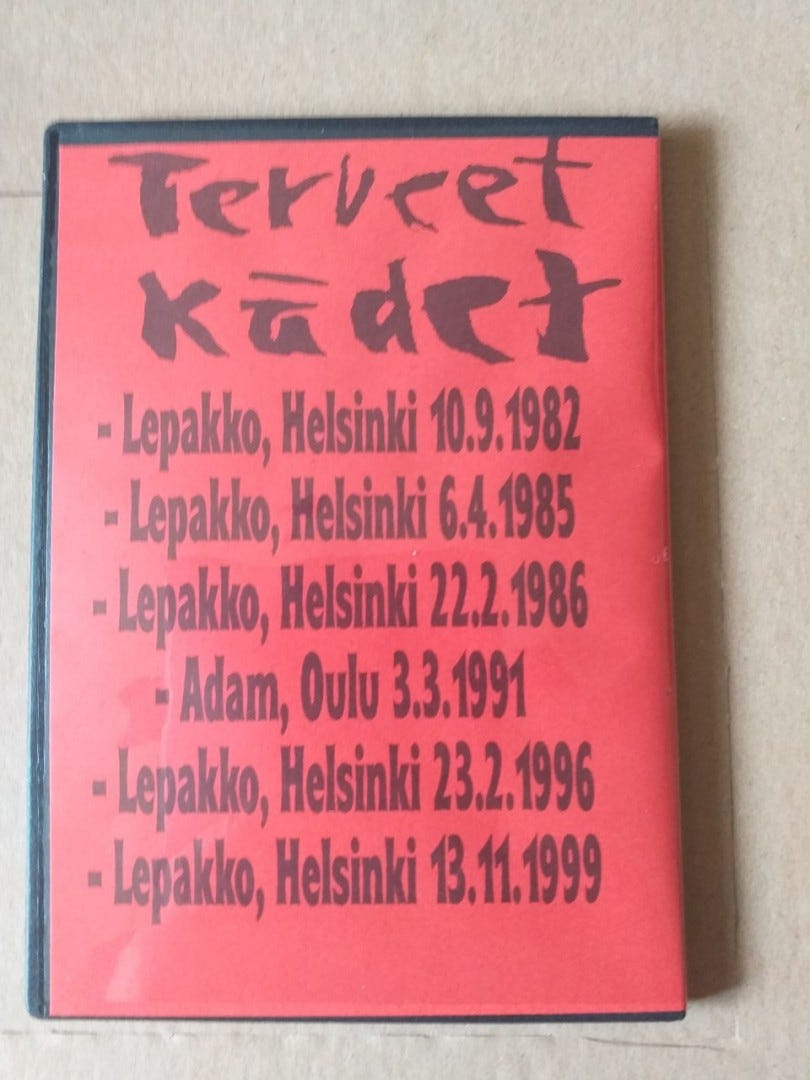 Terveet
Kädet
- Lepakko, Helsinki 10.9.1982
- Lepakko, Helsinki 6.4.1985
- Lepakko, Helsinki 22.2.1986
- Adam, Oulu 3.3.1991
- Lepakko, Helsinki 23.2.1996
- Lepakko, Helsinki 13.11.1999